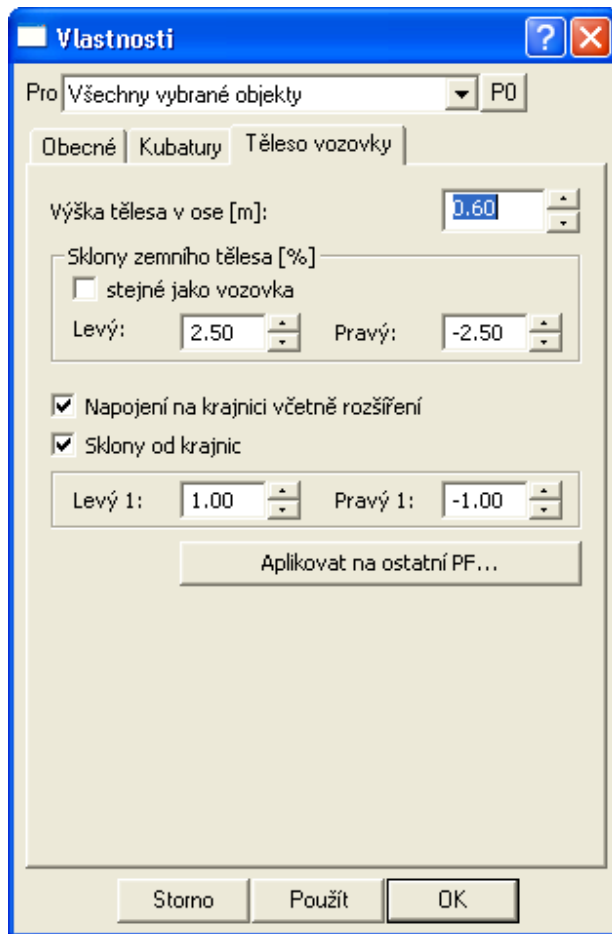 Vlastnosti
Pro Všechny vybrané objekty P0
Obecné Kubatury Těleso vozovky
Výška tělesa v ose [m]: 0.60
Sklony zemního tělesa [%]
stejné jako vozovka
Levý: 2.50 Pravý: -2.50
Napojení na krajnici včetně rozšíření
Sklony od krajnic
Levý 1: 1.00 Pravý 1: -1.00
Aplikovat na ostatní PF...
Storno Použít OK